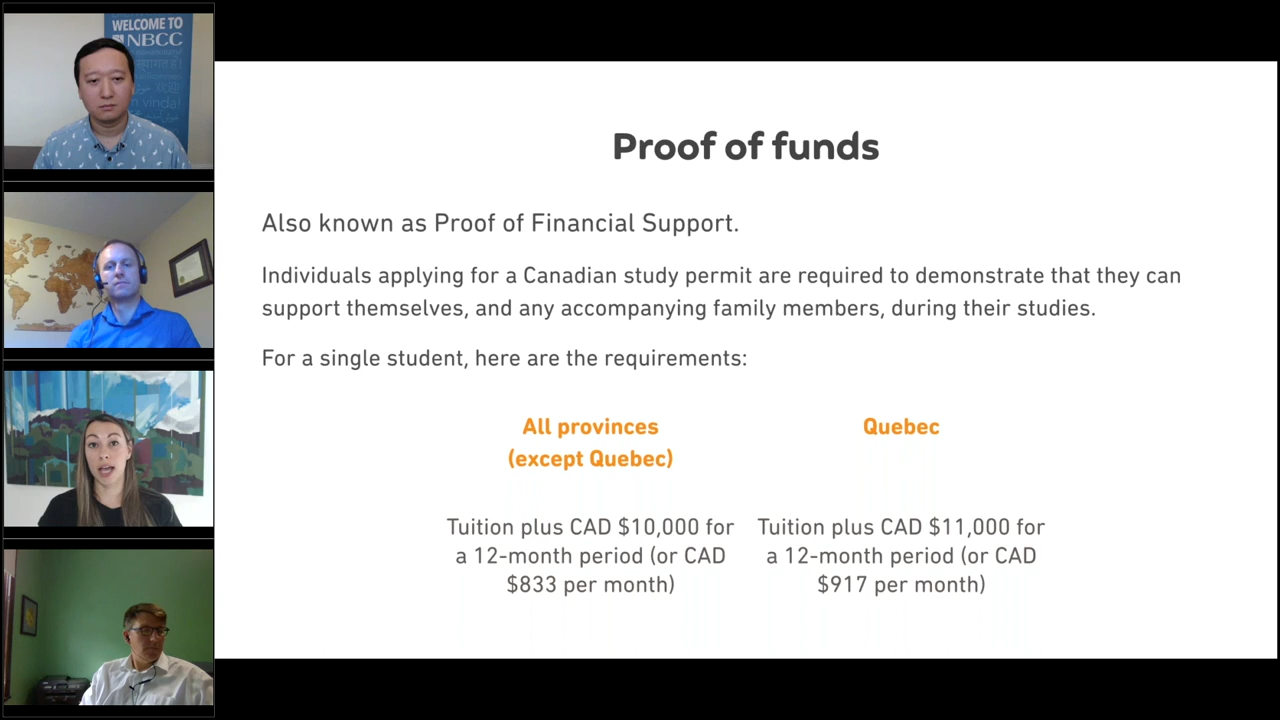 WELCOME TO
NBCC
Proof of funds
Also known as Proof of Financial Support.
Individuals applying for a Canadian study permit are required to demonstrate that they can
support themselves, and any accompanying family members, during their studies.
For a single student, here are the requirements:
All provinces
(except Quebec)
Tuition plus CAD $10,000 for
a 12-month period (or CAD
$833 per month)
Quebec
Tuition plus CAD $11,000 for
a 12-month period (or CAD
$917 per month)